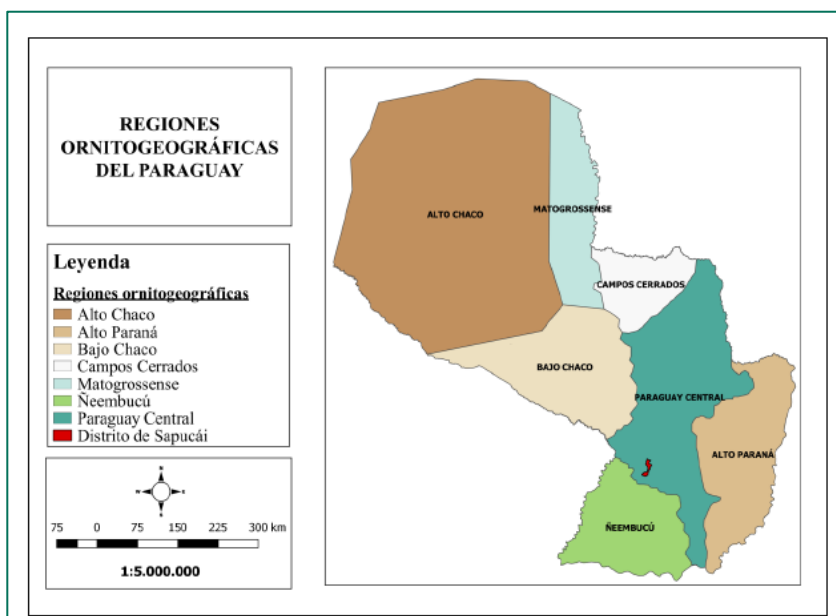 REGIONES
ORNITOGEOGRÁFICAS
DEL PARAGUAY
Leyenda
Regiones ornitogeográficas
Alto Chaco
Alto Paraná
Bajo Chaco
Campos Cerrados
Matogrossense
Ñeembucú
Paraguay Central
Distrito de Sapucái
N
W
E
S
75 0 75 150 225 300 km
1:5.000.000
ALTO CHACO
MATOGROSSENSE
CAMPOS CERRADOS
BAJO CHACO
PARAGUAY CENTRAL
ALTO PARANÁ
ÑEEMBUCÚ